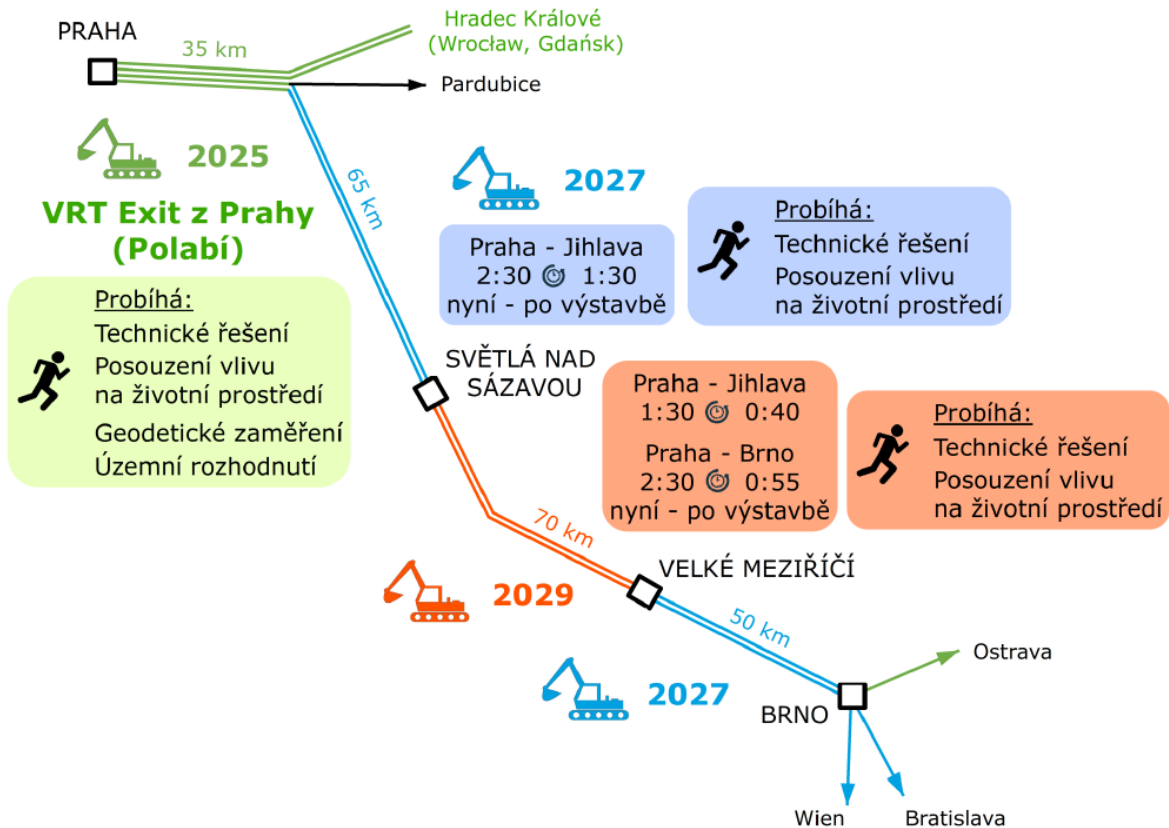 PRAHA
35 km
Hradec Králové
(Wrocław, Gdańsk)
Pardubice
2025
VRT Exit z Prahy
(Polabí)
Probíhá:
Technické řešení
Posouzení vlivu
na životní prostředí
Geodetické zaměření
Územní rozhodnutí
65 km
2027
Praha - Jihlava
2:30 1:30
nyní - po výstavbě
Probíhá:
Technické řešení
Posouzení vlivu
na životní prostředí
SVĚTLÁ NAD
SÁZAVOU
Praha - Jihlava
1:30 0:40
Praha - Brno
2:30 0:55
nyní - po výstavbě
Probíhá:
Technické řešení
Posouzení vlivu
na životní prostředí
70 km
2029
VELKÉ MEZIŘÍČÍ
50 km
2027
BRNO
Ostrava
Wien
Bratislava